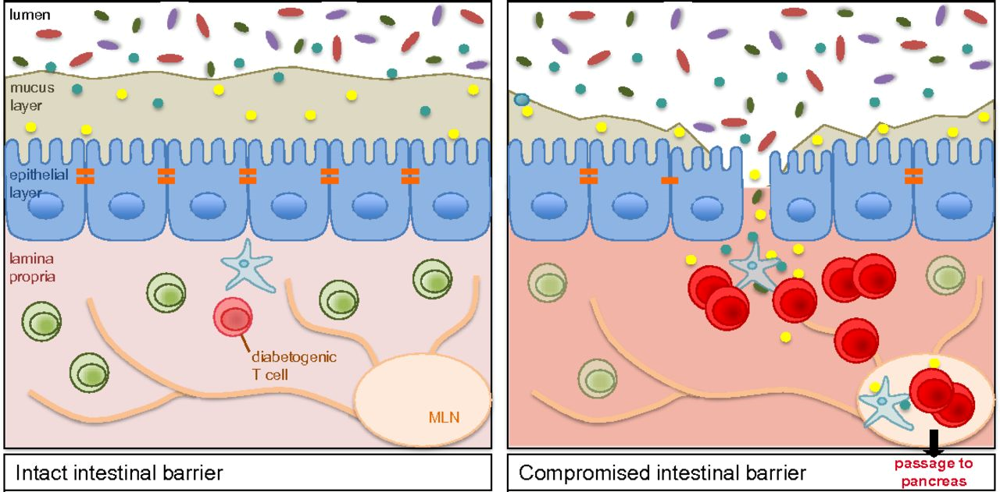 lumen
mucus
layer
epithelial
layer
lamina
propria
diabetogenic
T cell
MLN
Intact intestinal barrier
Compromised intestinal barrier
passage to
pancreas